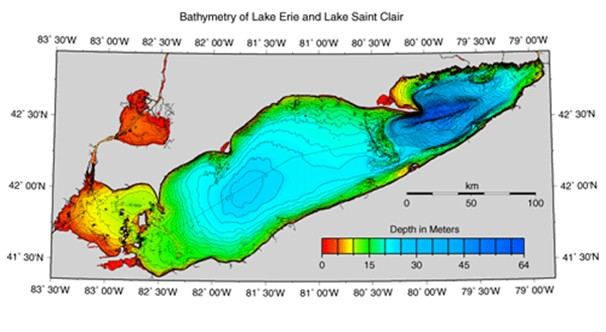 Bathymetry of Lake Erie and Lake Saint Clair
83˚30'W 83˚00'W 82˚30'W 82˚00'W 81˚30'W 81˚00'W 80˚30'W 80˚00'W 79˚30'W 79˚00'W
42˚30'N 42˚30'N
42˚00'N 42˚00'N
km
0 50 100
Depth in Meters
0 15 30 45 64
41˚30'N 41˚30'N
83˚30'W 83˚00'W 82˚30'W 82˚00'W 81˚30'W 81˚00'W 80˚30'W 80˚00'W 79˚30'W 79˚00'W